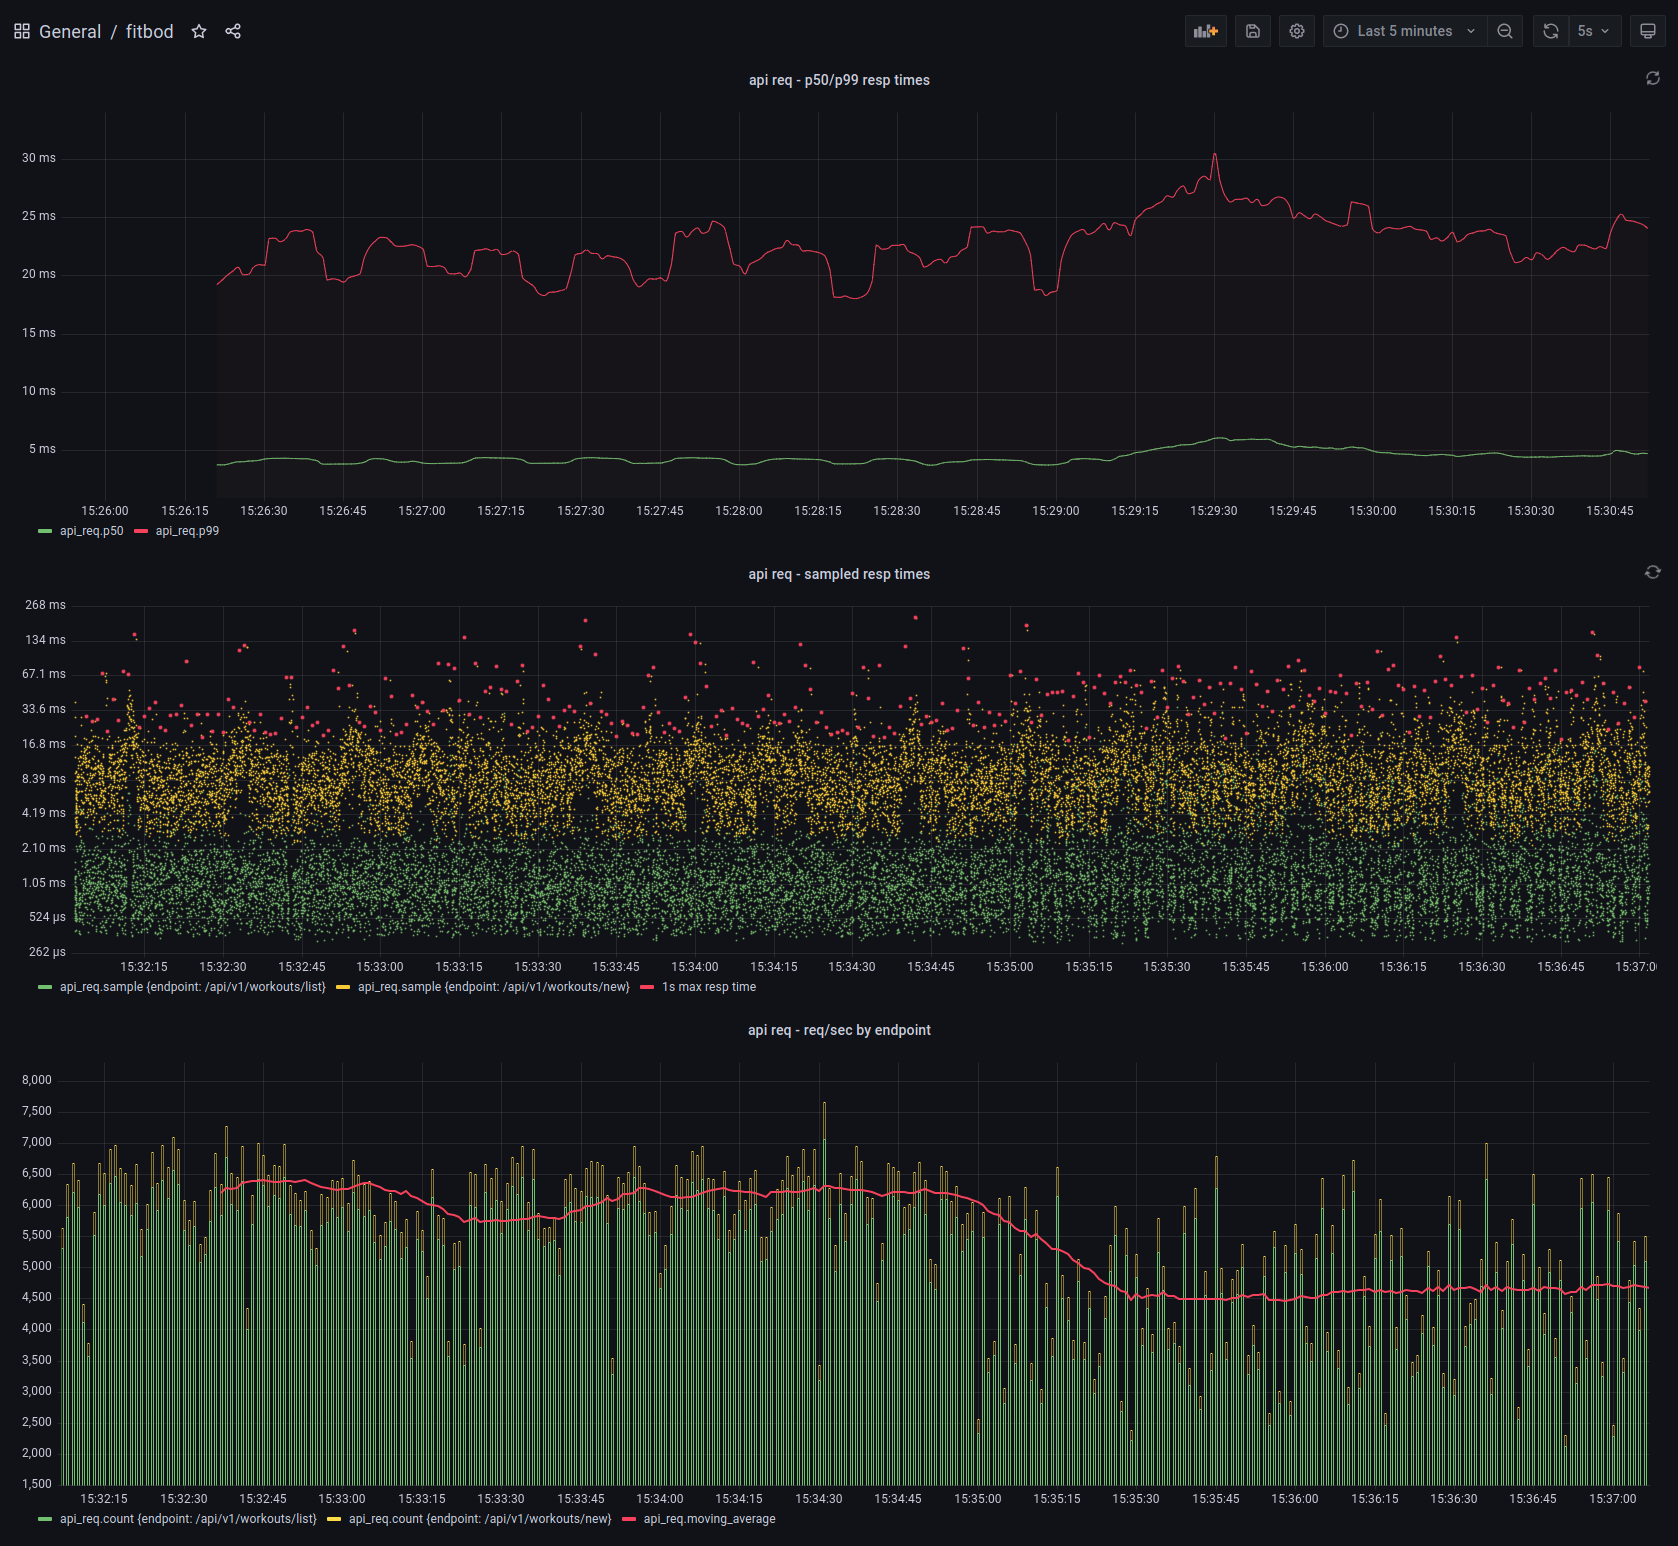 General / fitbod
Last 5 minutes
5s
api req - p50/p99 resp times
30 ms
25 ms
20 ms
15 ms
10 ms
5 ms
15:26:00 15:26:15 15:26:30 15:26:45 15:27:00 15:27:15 15:27:30 15:27:45 15:28:00 15:28:15 15:28:30 15:28:45 15:29:00 15:29:15 15:29:30 15:29:45 15:30:00 15:30:15 15:30:30 15:30:45
api_req.p50 api_req.p99
api req - sampled resp times
268 ms
134 ms
67.1 ms
33.6 ms
16.8 ms
8.39 ms
4.19 ms
2.10 ms
1.05 ms
524 µs
262 µs
15:32:15 15:32:30 15:32:45 15:33:00 15:33:15 15:33:30 15:33:45 15:34:00 15:34:15 15:34:30 15:34:45 15:35:00 15:35:15 15:35:30 15:35:45 15:36:00 15:36:15 15:36:30 15:36:45 15:37:0
api_req.sample {endpoint: /api/v1/workouts/list} api_req.sample {endpoint: /api/v1/workouts/new} 1s max resp time
api req - req/sec by endpoint
8,000
7,500
7,000
6,500
6,000
5,500
5,000
4,500
4,000
3,500
3,000
2,500
2,000
1,500
15:32:15 15:32:30 15:32:45 15:33:00 15:33:15 15:33:30 15:33:45 15:34:00 15:34:15 15:34:30 15:34:45 15:35:00 15:35:15 15:35:30 15:35:45 15:36:00 15:36:15 15:36:30 15:36:45 15:37:00
api_req.count {endpoint: /api/v1/workouts/list} api_req.count {endpoint: /api/v1/workouts/new} api_req.moving_average